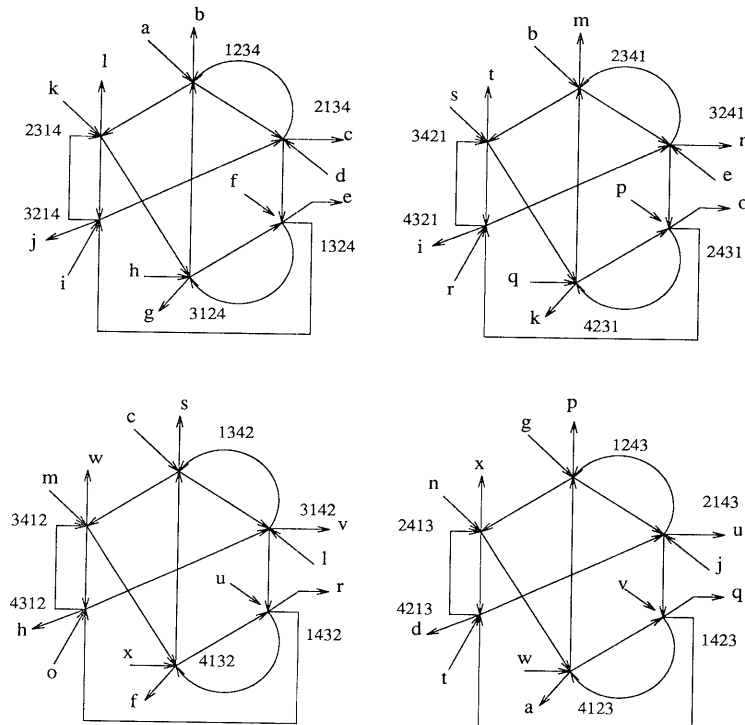 b
a
1234
l
k
2134
2314
c
d
f
e
3214
j
1324
h
i
g
3124
m
b
2341
t
s
3241
3421
n
e
p
o
4321
i
2431
q
r
k
4231
s
c
1342
w
m
3142
3412
v
l
u
r
4312
h
1432
x
4132
o
f
p
g
1243
x
n
2143
2413
u
j
v
q
4213
d
1423
w
t
a
4123